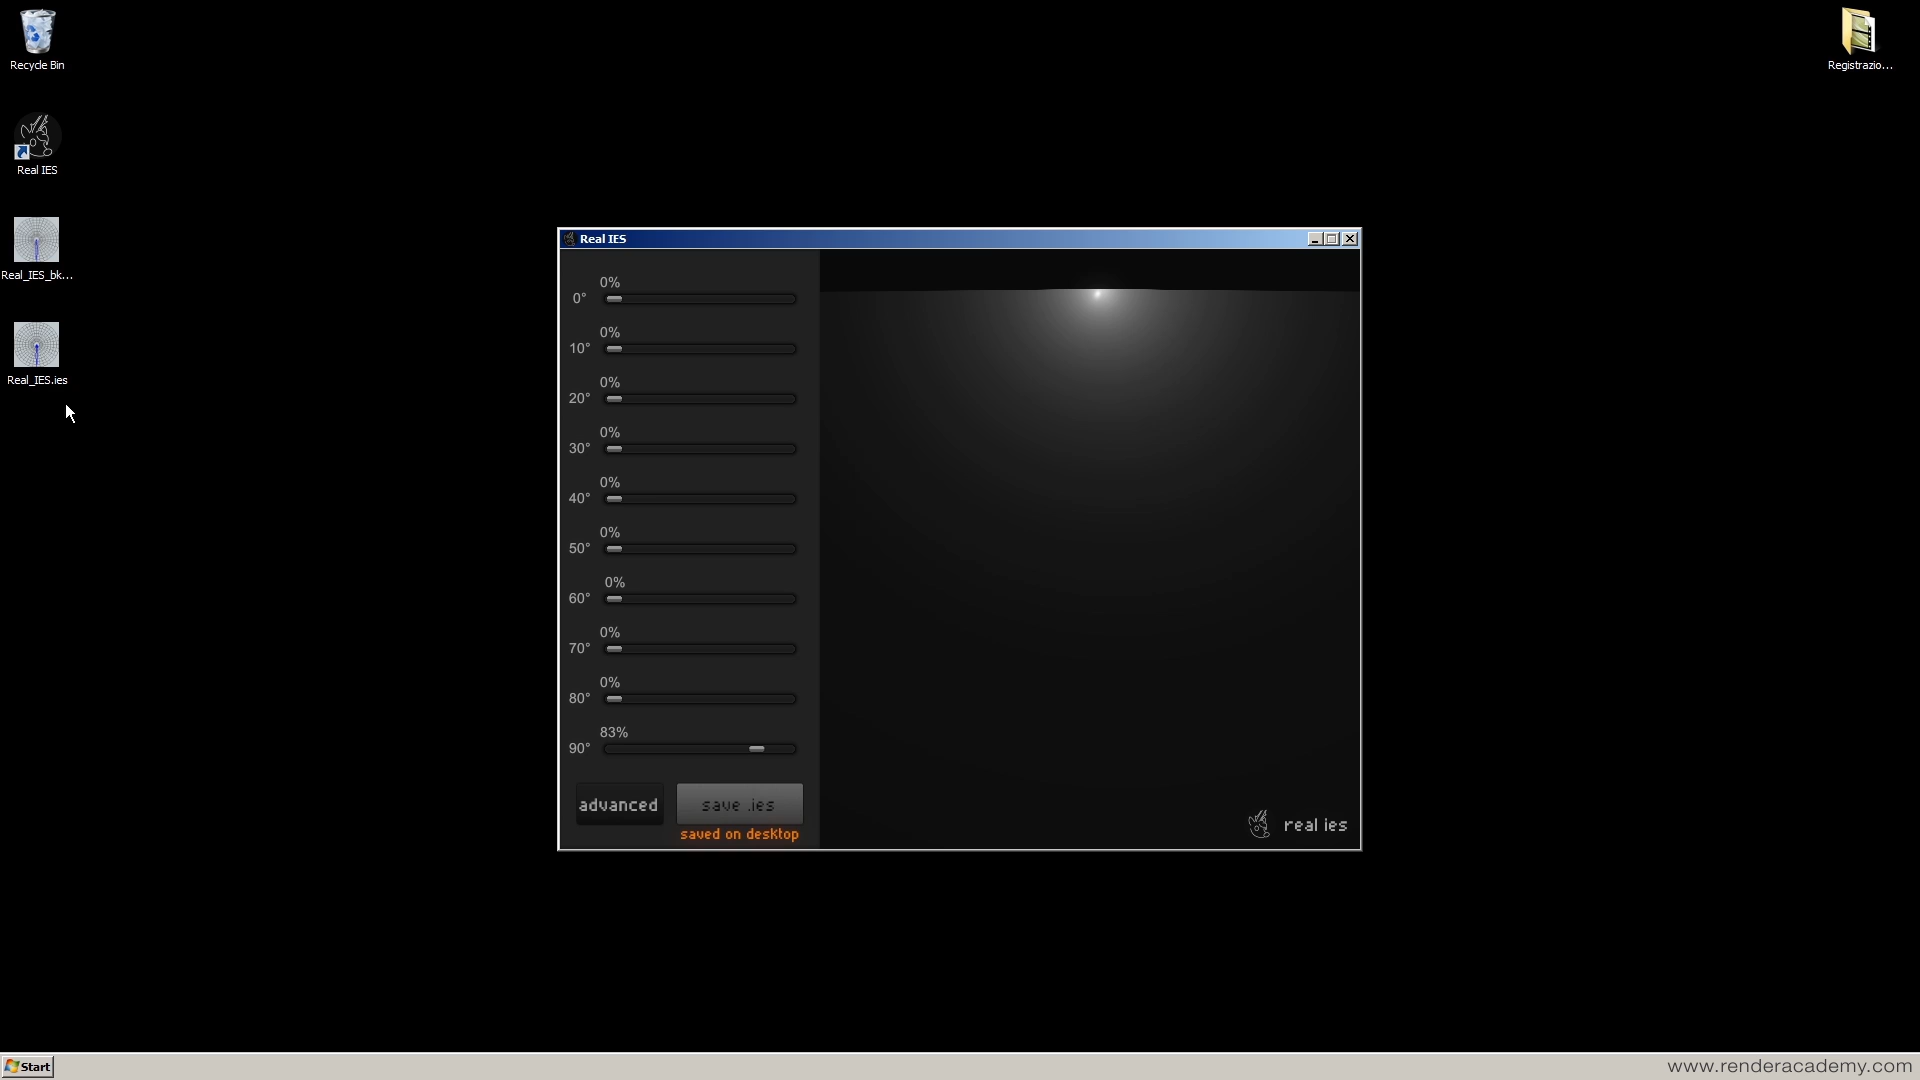 Recycle Bin
Registrazio...
Real IES
Real_IES_bk...
Real_IES.ies
Real IES
0%
0°
0%
10°
0%
20°
0%
30°
0%
40°
0%
50°
0%
60°
0%
70°
0%
80°
83%
90°
advanced
save .ies
saved on desktop
real ies
Start
www.renderacademy.com